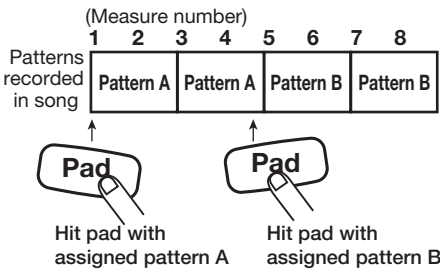 (Measure number)
1 2 3 4 5 6 7 8
Patterns
recorded
in song
Pattern A Pattern A Pattern B Pattern B
Pad Pad
Hit pad with
assigned pattern A
Hit pad with
assigned pattern B